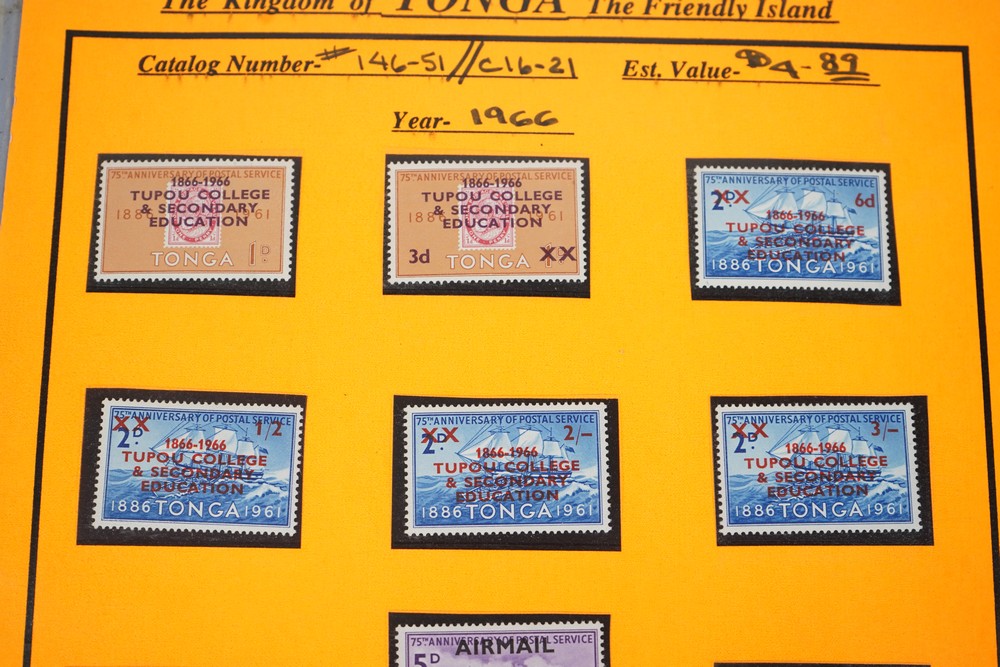 The Kingdom of TONGA The Friendly Island
Catalog Number- # 146-51//C16-21 Est. Value- $4-89
Year- 1966
75TH ANNIVERSARY OF POSTAL SERVICE
1866-1966
TUPOU COLLEGE
& SECONDARY
EDUCATION
1886 1961
TONGA 1D
75TH ANNIVERSARY OF POSTAL SERVICE
1866-1966
TUPOU COLLEGE
& SECONDARY
EDUCATION
1886 1961
3d TONGA XX
75TH ANNIVERSARY OF POSTAL SERVICE
2D XX 6d
1866-1966
TUPOU COLLEGE
& SECONDARY
EDUCATION
1886 TONGA 1961
75TH ANNIVERSARY OF POSTAL SERVICE
XX 1/2
2D
1866-1966
TUPOU COLLEGE
& SECONDARY
EDUCATION
1886 TONGA 1961
75TH ANNIVERSARY OF POSTAL SERVICE
XX 2/-
2D
1866-1966
TUPOU COLLEGE
& SECONDARY
EDUCATION
1886 TONGA 1961
75TH ANNIVERSARY OF POSTAL SERVICE
XX 3/-
2D
1866-1966
TUPOU COLLEGE
& SECONDARY
EDUCATION
1886 TONGA 1961
75TH ANNIVERSARY OF POSTAL SERVICE
AIRMAIL
5D